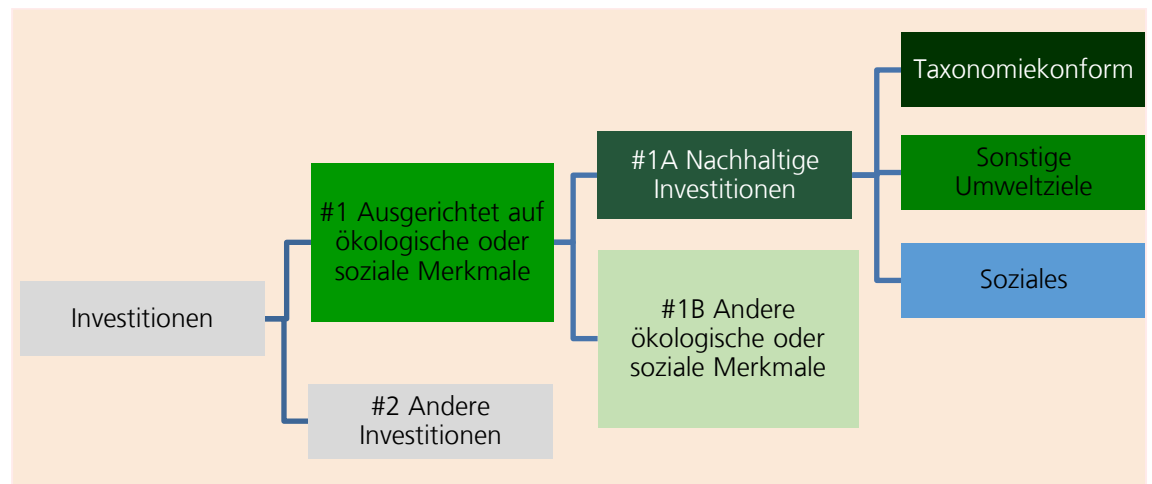 Investitionen
#1 Ausgerichtet auf
ökologische oder
soziale Merkmale
#2 Andere
Investitionen
#1A Nachhaltige
Investitionen
#1B Andere
ökologische oder
soziale Merkmale
Taxonomiekonform
Sonstige
Umweltziele
Soziales